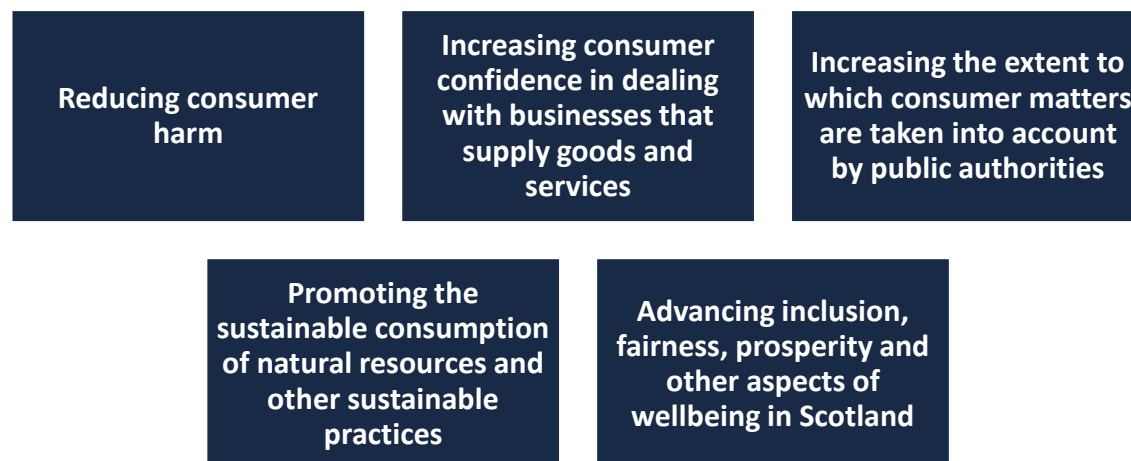 Reducing consumer
harm
Increasing consumer
confidence in dealing
with businesses that
supply goods and
services
Increasing the extent to
which consumer matters
are taken into account
by public authorities
Promoting the
sustainable consumption
of natural resources and
other sustainable
practices
Advancing inclusion,
fairness, prosperity and
other aspects of
wellbeing in Scotland